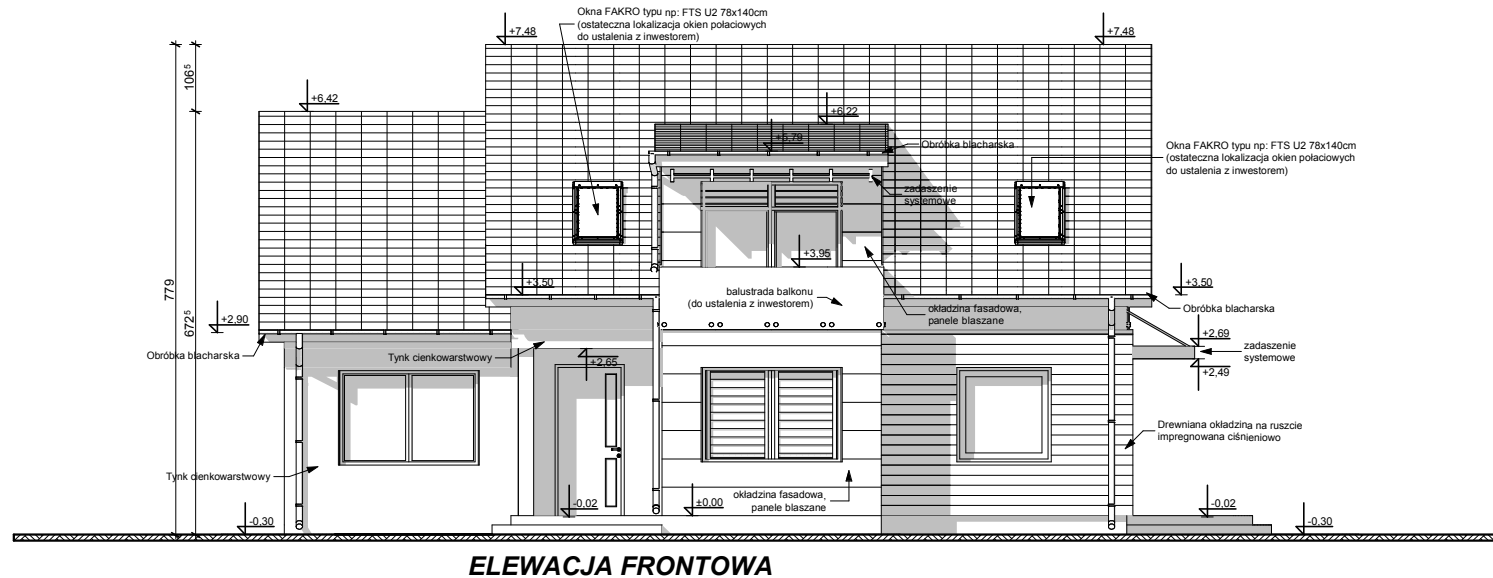 Okna FAKRO typu np: FTS U2 78x140cm
(ostateczna lokalizacja okien połaciowych
do ustalenia z inwestorem)
+7,48
+7,48
106⁵
+6,42
+6,22
+5,79
Obróbka blacharska
Okna FAKRO typu np: FTS U2 78x140cm
(ostateczna lokalizacja okien połaciowych
do ustalenia z inwestorem)
zadaszenie
systemowe
+3,95
779
672⁵
+3,50
balustrada balkonu
(do ustalenia z inwestorem)
+3,50
okładzina fasadowa,
panele blaszane
Obróbka blacharska
+2,90
Obróbka blacharska
Tynk cienkowarstwowy
+2,65
+2,69
zadaszenie
systemowe
+2,49
Drewniana okładzina na ruszcie
impregnowana ciśnieniowo
Tynk cienkowarstwowy
okładzina fasadowa,
panele blaszane
-0,30
-0,02
±0,00
-0,02
-0,30
ELEWACJA FRONTOWA